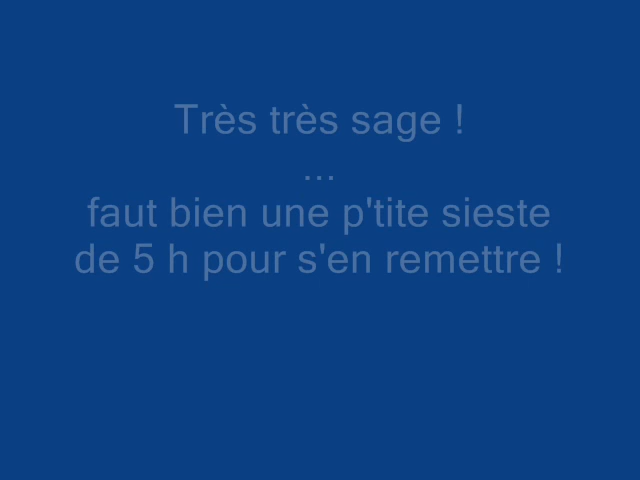 Très très sage !
...
faut bien une p'tite sieste
de 5 h pour s'en remettre !